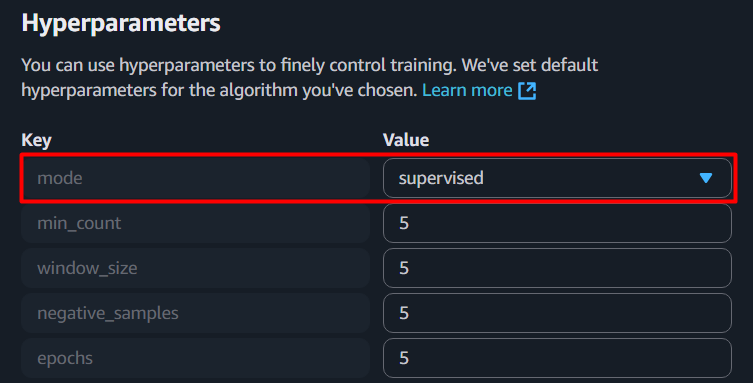 Hyperparameters
You can use hyperparameters to finely control training. We've set default
hyperparameters for the algorithm you've chosen. Learn more
Key Value
mode supervised
min_count 5
window_size 5
negative_samples 5
epochs 5